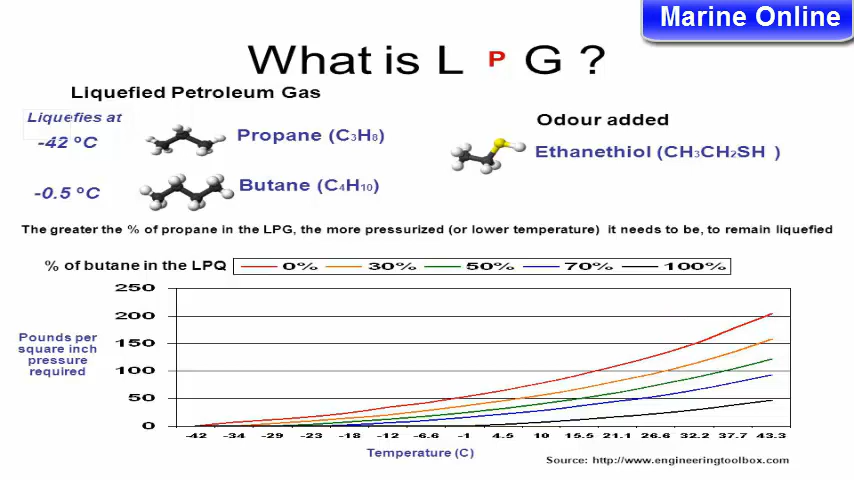 Marine Online
What is L P G ?
Liquefied Petroleum Gas
Liquefies at
-42 °C
Propane (C3H8)
-0.5 °C
Butane (C4H10)
Odour added
Ethanethiol (CH3CH2SH )
The greater the % of propane in the LPG, the more pressurized (or lower temperature) it needs to be, to remain liquefied
% of butane in the LPQ
0% 30% 50% 70% 100%
Pounds per
square inch
pressure
required
250
200
150
100
50
0
-42 -34 -29 -23 -18 -12 -6.6 -1 4.5 10 15.5 21.1 26.6 32.2 37.7 43.3
Temperature (C)
Source: http://www.engineeringtoolbox.com